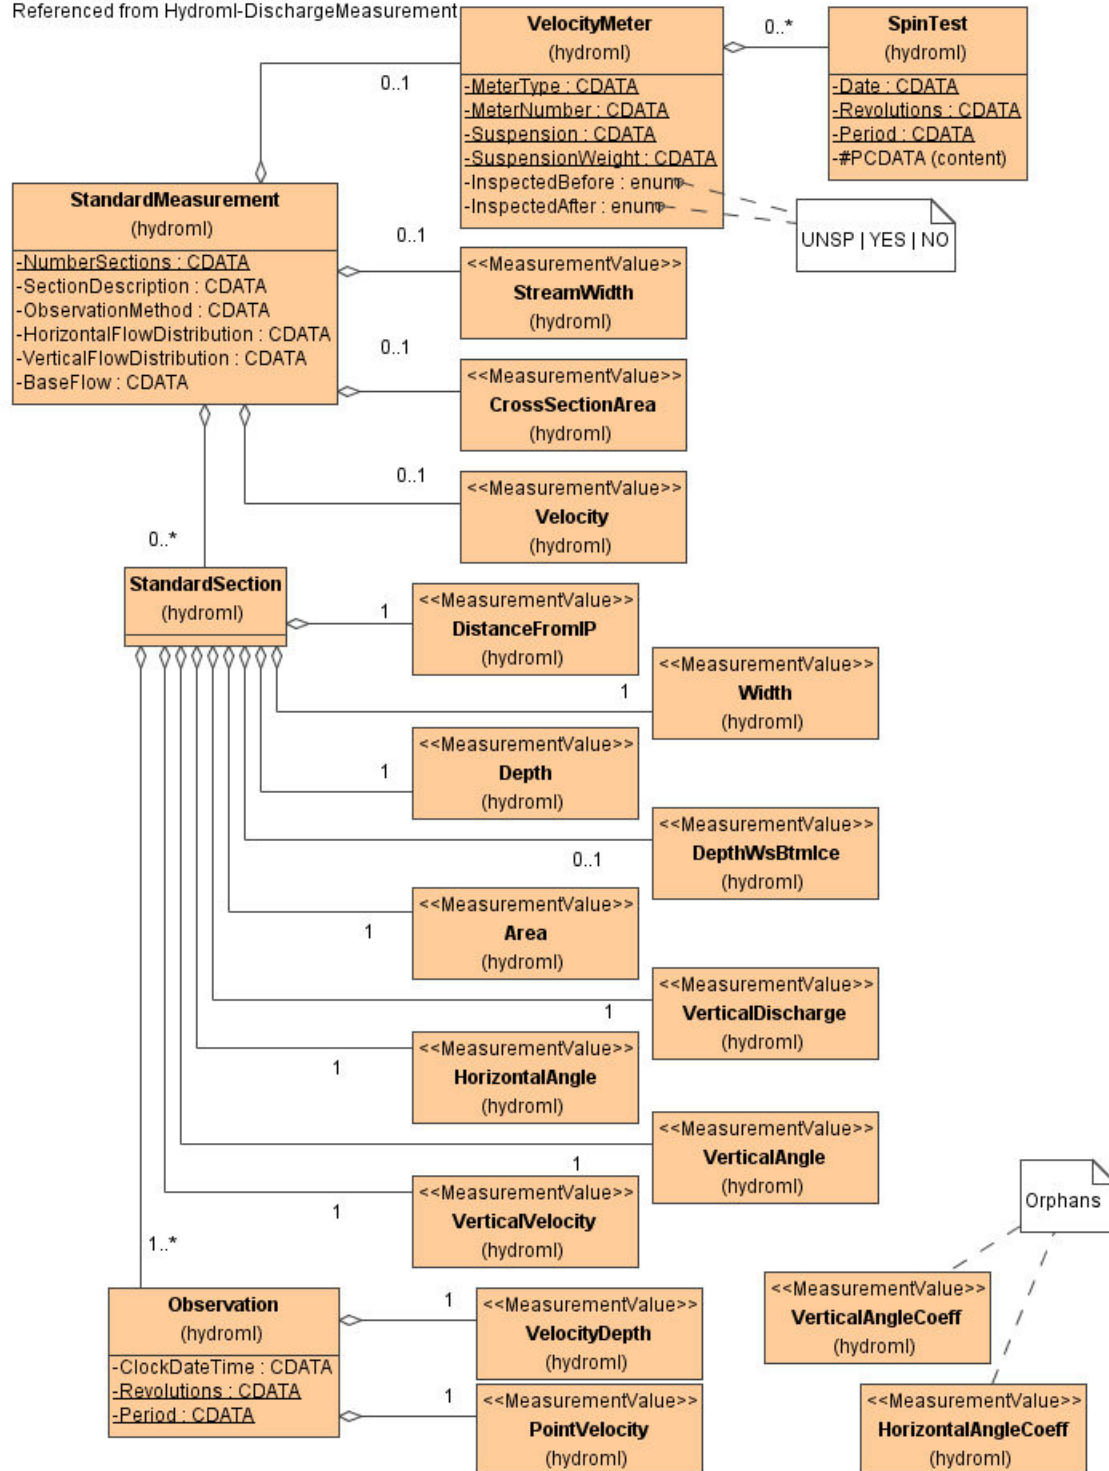 Referenced from Hydroml-DischargeMeasurement
VelocityMeter
(hydroml)
-MeterType : CDATA
-MeterNumber : CDATA
-Suspension : CDATA
-SuspensionWeight : CDATA
-InspectedBefore : enum
-InspectedAfter : enum
0..*
SpinTest
(hydroml)
-Date : CDATA
-Revolutions : CDATA
-Period : CDATA
-#PCDATA (content)
UNSP | YES | NO
0..1
StandardMeasurement
(hydroml)
-NumberSections : CDATA
-SectionDescription : CDATA
-ObservationMethod : CDATA
-HorizontalFlowDistribution : CDATA
-VerticalFlowDistribution : CDATA
-BaseFlow : CDATA
0..1
<<MeasurementValue>>
StreamWidth
(hydroml)
0..1
<<MeasurementValue>>
CrossSectionArea
(hydroml)
0..1
<<MeasurementValue>>
Velocity
(hydroml)
0..*
StandardSection
(hydroml)
1
<<MeasurementValue>>
DistanceFromIP
(hydroml)
1
<<MeasurementValue>>
Width
(hydroml)
1
<<MeasurementValue>>
Depth
(hydroml)
0..1
<<MeasurementValue>>
DepthWsBtmIce
(hydroml)
1
<<MeasurementValue>>
Area
(hydroml)
1
<<MeasurementValue>>
VerticalDischarge
(hydroml)
1
<<MeasurementValue>>
HorizontalAngle
(hydroml)
1
<<MeasurementValue>>
VerticalAngle
(hydroml)
1
<<MeasurementValue>>
VerticalVelocity
(hydroml)
1..*
Observation
(hydroml)
-ClockDateTime : CDATA
-Revolutions : CDATA
-Period : CDATA
1
<<MeasurementValue>>
VelocityDepth
(hydroml)
1
<<MeasurementValue>>
PointVelocity
(hydroml)
Orphans
<<MeasurementValue>>
VerticalAngleCoeff
(hydroml)
<<MeasurementValue>>
HorizontalAngleCoeff
(hydroml)